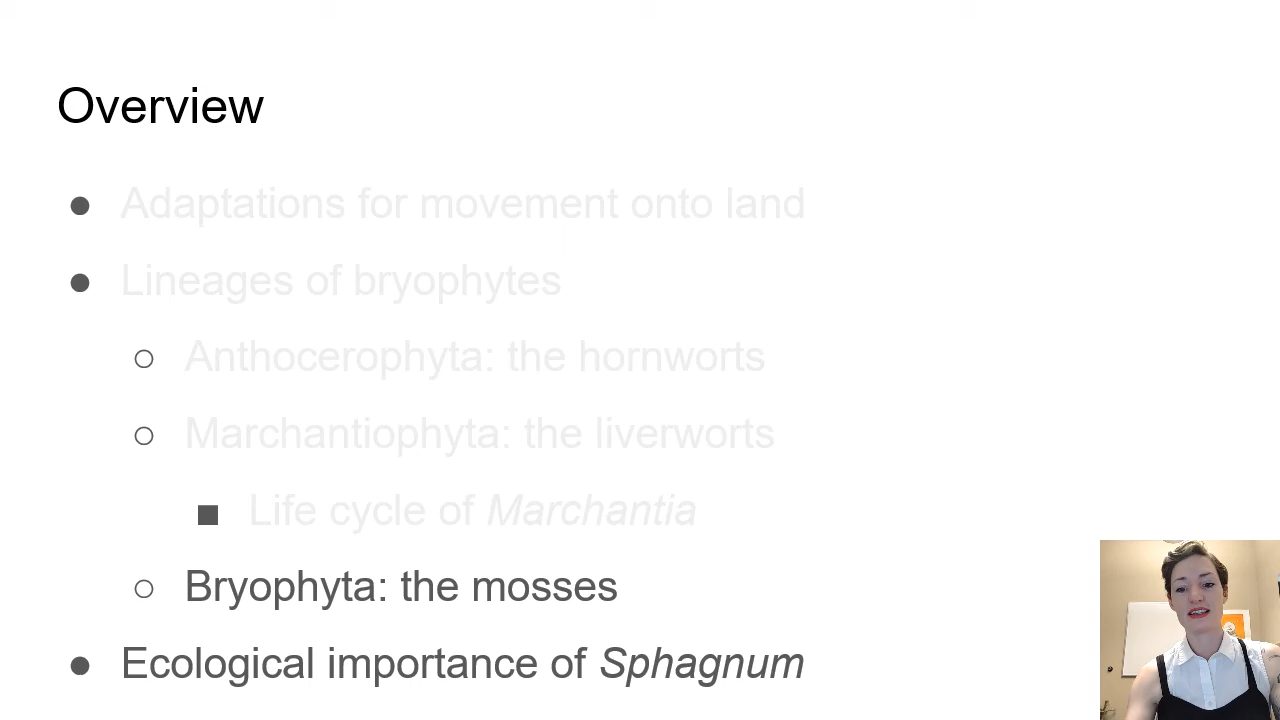 Overview
Adaptations for movement onto land
Lineages of bryophytes
Anthocerophyta: the hornworts
Marchantiophyta: the liverworts
Life cycle of Marchantia
Bryophyta: the mosses
Ecological importance of Sphagnum